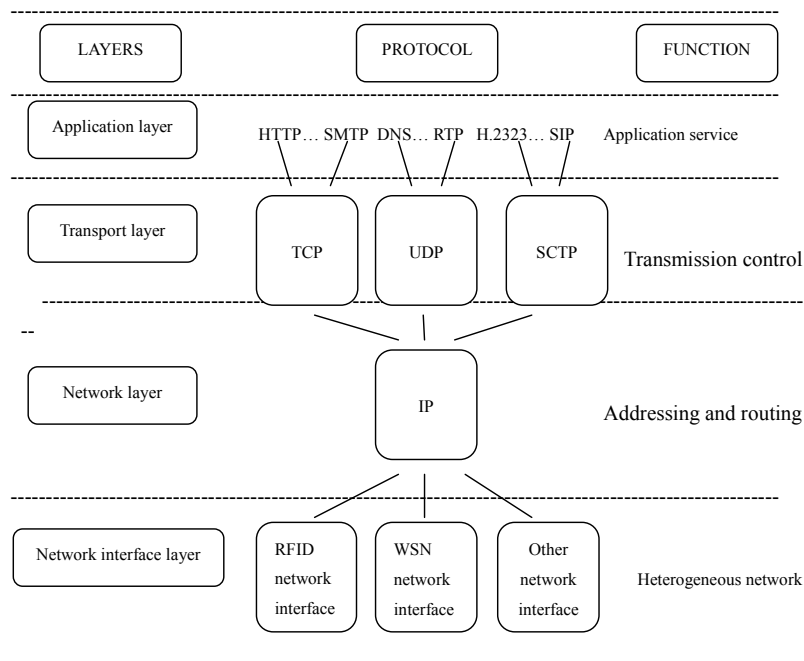 LAYERS
PROTOCOL
FUNCTION
Application layer
HTTP… SMTP DNS… RTP H.2323… SIP
Application service
Transport layer
TCP
UDP
SCTP
Transmission control
Network layer
IP
Addressing and routing
Network interface layer
RFID
network
interface
WSN
network
interface
Other
network
interface
Heterogeneous network